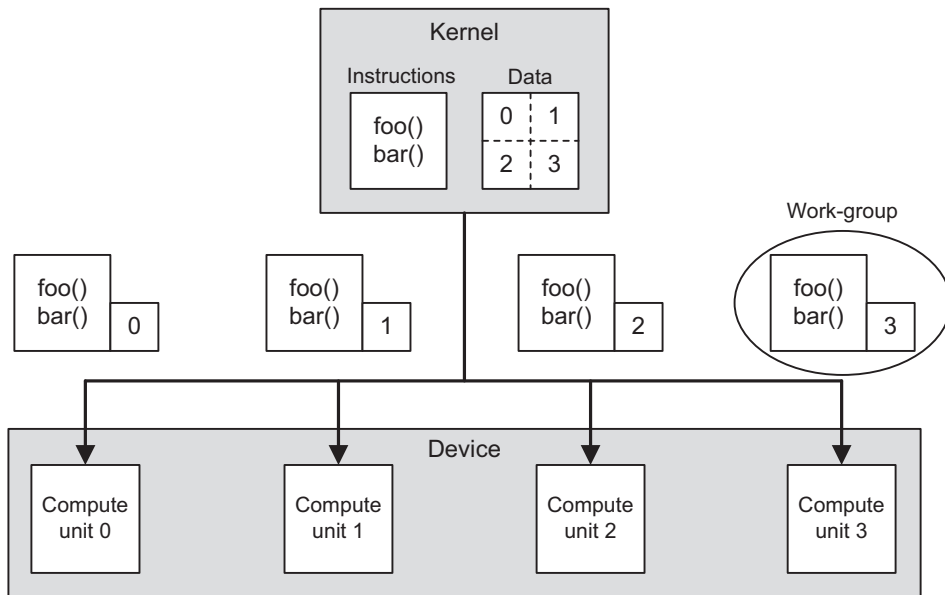 Kernel
Instructions Data
foo()
bar()
0 1
2 3
Work-group
foo()
bar() 0
foo()
bar() 1
foo()
bar() 2
foo()
bar() 3
Device
Compute
unit 0
Compute
unit 1
Compute
unit 2
Compute
unit 3